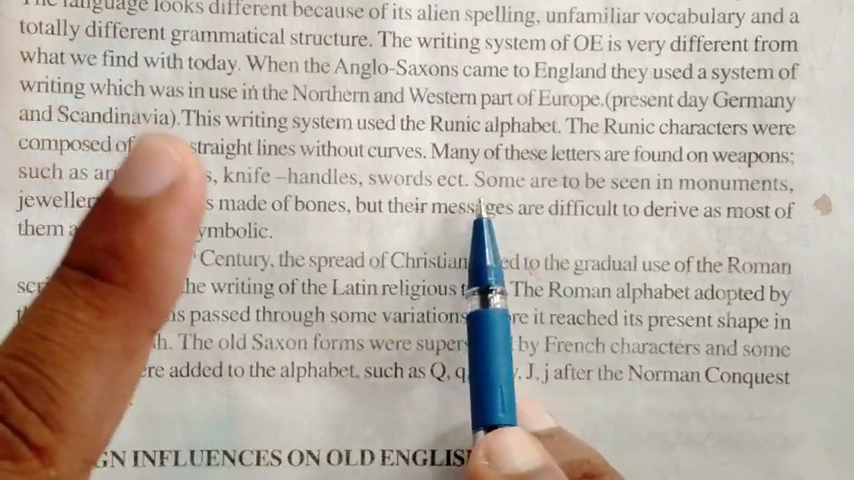 The language looks different because of its alien spelling, unfamiliar vocabulary and a
totally different grammatical structure. The writing system of OE is very different from
what we find with today. When the Anglo-Saxons came to England they used a system of
writing which was in use in the Northern and Western part of Europe.(present day Germany
and Scandinavia).This writing system used the Runic alphabet. The Runic characters were
composed of straight lines without curves. Many of these letters are found on weapons;
such as s, knife –handles, swords ect. Some are to be seen in monuments,
s made of bones, but their messages are difficult to derive as most of
them symbolic.
Century, the spread of Christian ed to the gradual use of the Roman
he writing of the Latin religious The Roman alphabet adopted by
passed through some variations re it reached its present shape in
h. The old Saxon forms were super by French characters and some
ere added to the alphabet, such as Q, q , J, j after the Norman Conquest
GN INFLUENCES ON OLD ENGLIS